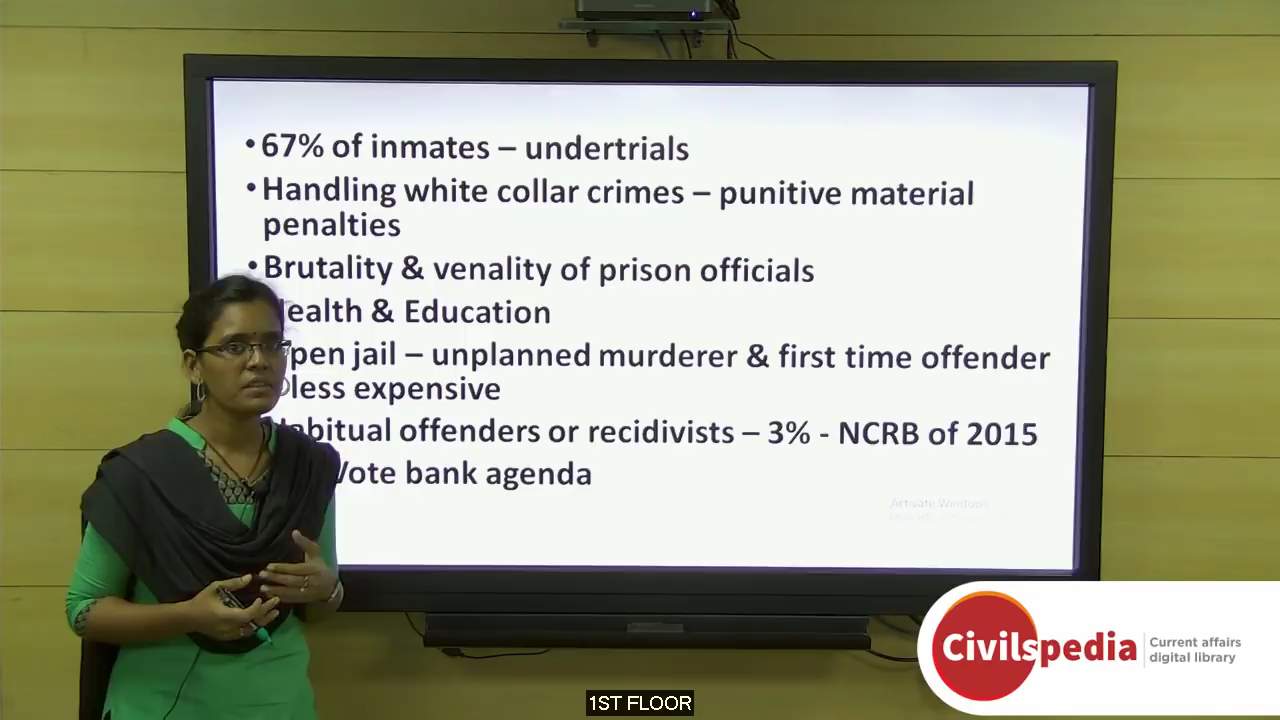 • 67% of inmates – undertrials
• Handling white collar crimes – punitive material
penalties
• Brutality & venality of prison officials
ealth & Education
pen jail – unplanned murderer & first time offender
less expensive
abitual offenders or recidivists – 3% - NCRB of 2015
Vote bank agenda
Activate Windows
Civilspedia
Current affairs
digital library
1ST FLOOR